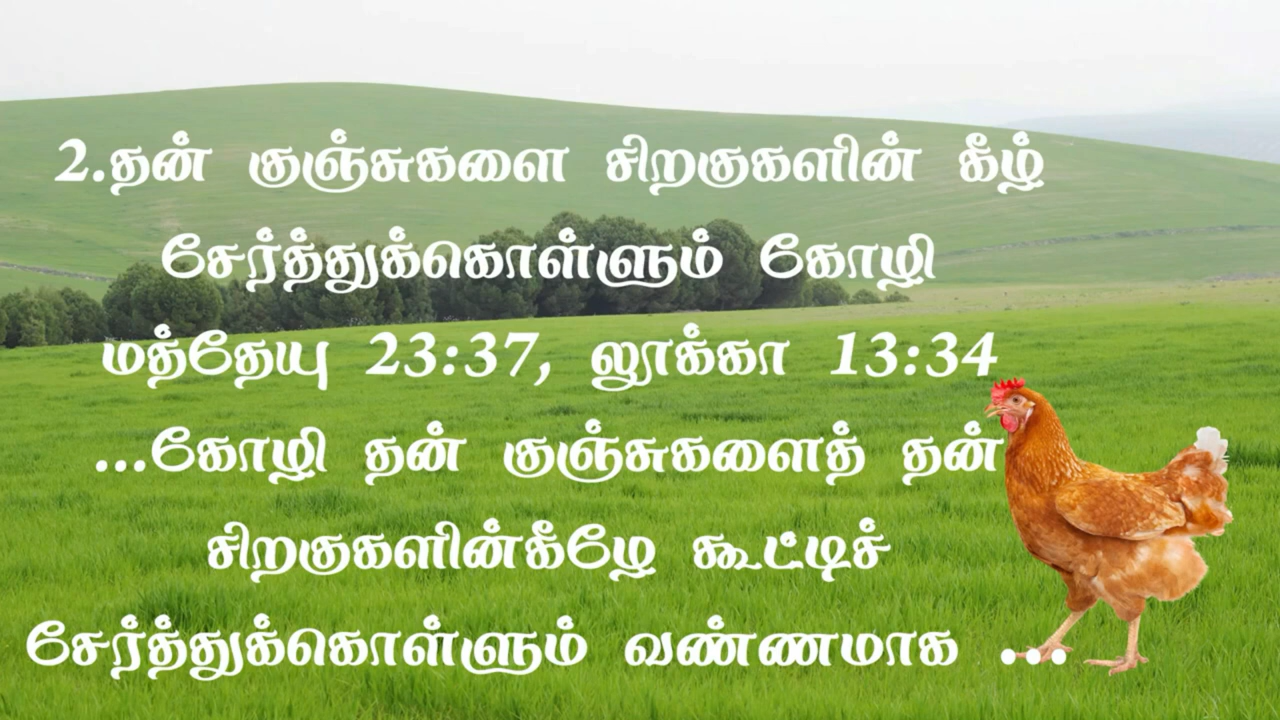 2.தன் குஞ்சுகளை சிறகுகளின் கீழ்
சேர்த்துக்கொள்ளும் கோழி
மத்தேயு 23:37, லூக்கா 13:34
...கோழி தன் குஞ்சுகளைத் தன்
சிறகுகளின்கீழே கூட்டிச்
சேர்த்துக்கொள்ளும் வண்ணமாக ...